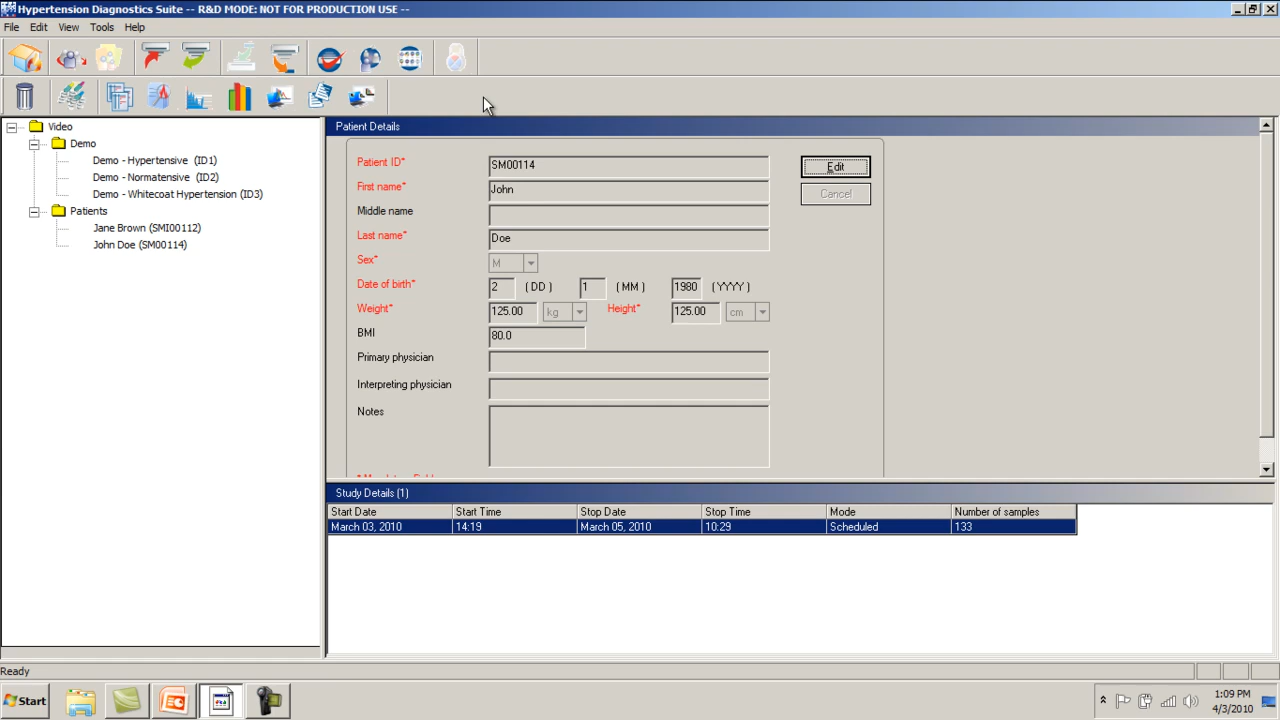 Hypertension Diagnostics Suite -- R&D MODE: NOT FOR PRODUCTION USE --
File Edit View Tools Help
Video
Demo
Demo - Hypertensive (ID1)
Demo - Normatensive (ID2)
Demo - Whitecoat Hypertension (ID3)
Patients
Jane Brown (SMI00112)
John Doe (SM00114)
Patient Details
Patient ID* SM00114 Edit
First name* John Cancel
Middle name
Last name* Doe
Sex* M
Date of birth* 2 (DD) 1 (MM) 1980 (YYYY)
Weight* 125.00 kg Height* 125.00 cm
BMI 80.0
Primary physician
Interpreting physician
Notes
Study Details (1)
Start Date Start Time Stop Date Stop Time Mode Number of samples
March 03, 2010 14:19 March 05, 2010 10:29 Scheduled 133
Ready
Start 1:09 PM
4/3/2010